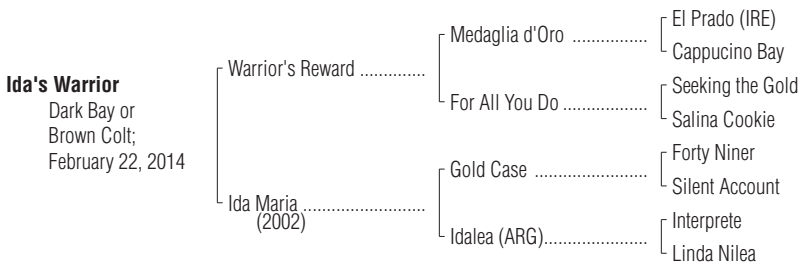 El Prado (IRE)
Medaglia d'Oro ................
Cappucino Bay
Warrior's Reward .............
Ida's Warrior
Seeking the Gold
Dark Bay or
For All You Do .................
Brown Colt;
Salina Cookie
February 22, 2014
Forty Niner
Gold Case ......................
Silent Account
Ida Maria ........................
(2002)
Interprete
Idalea (ARG).....................
Linda Nilea